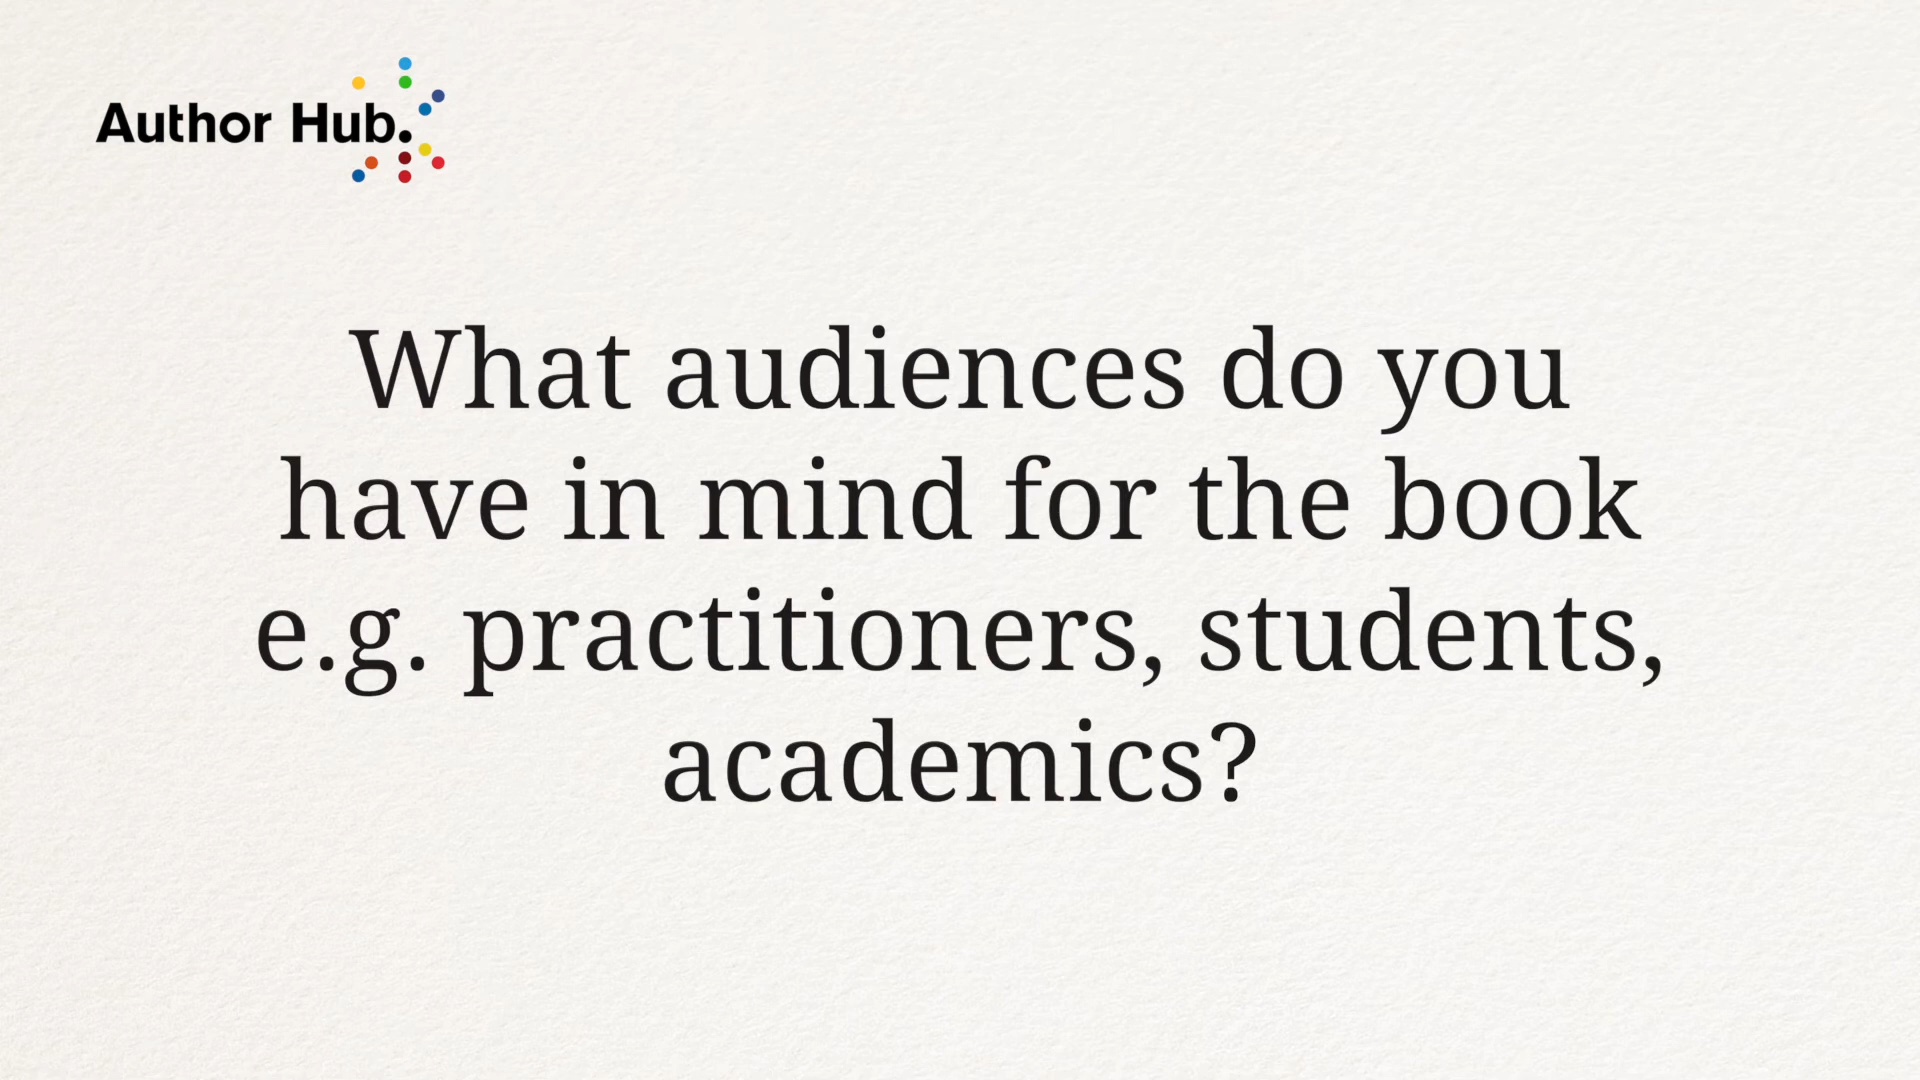 Author Hub.
What audiences do you
have in mind for the book
e.g. practitioners, students,
academics?